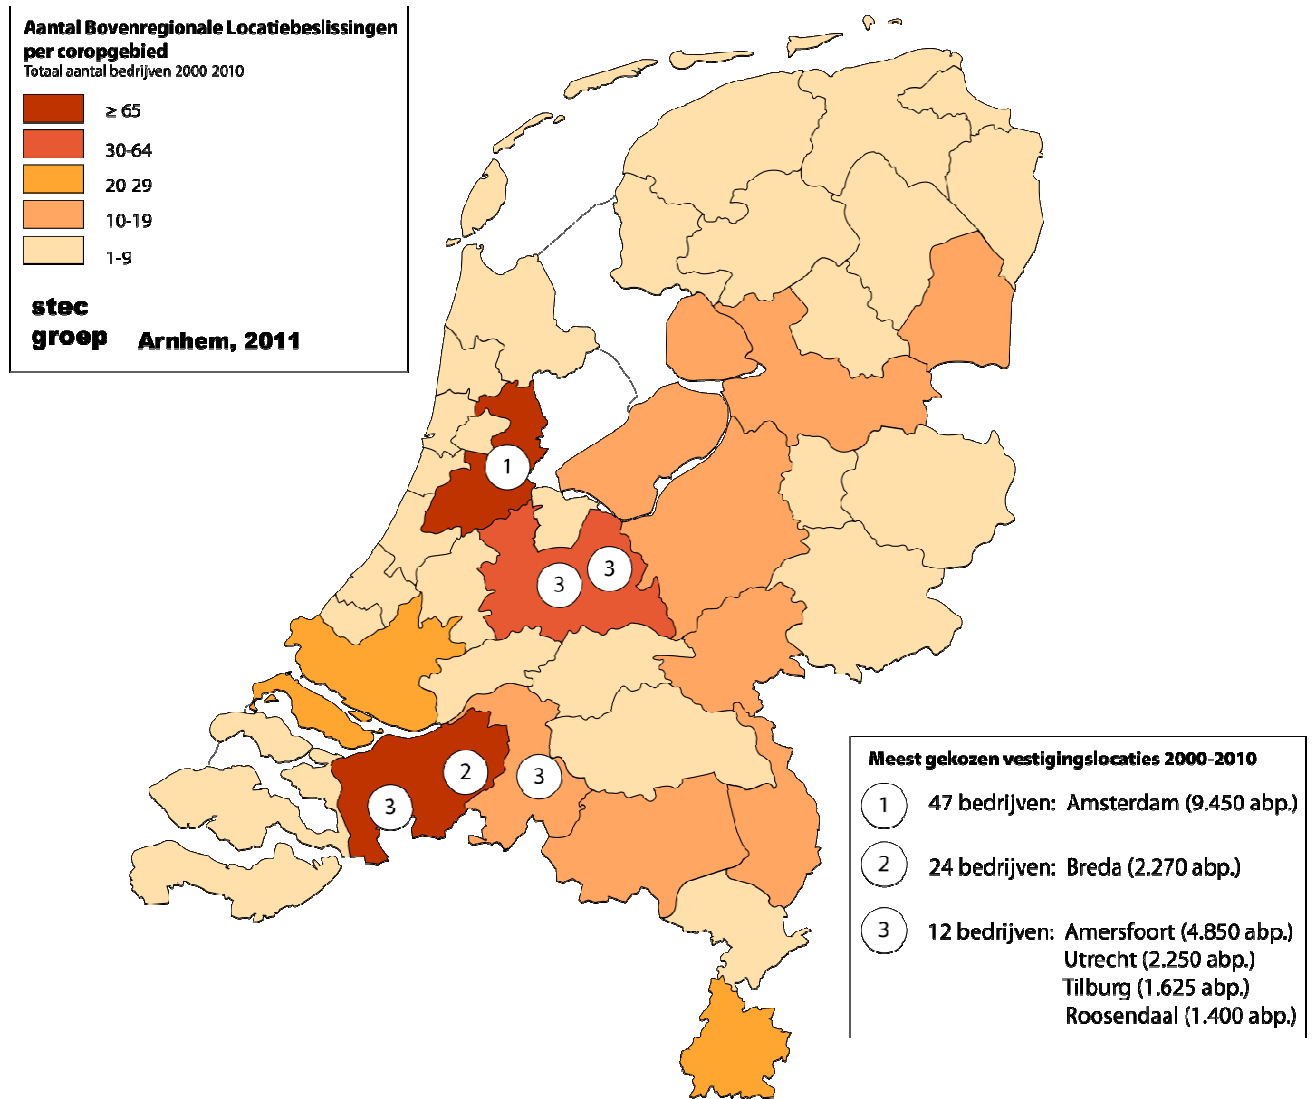 Aantal Bovenregionale Locatiebeslissingen
per coropgebied
Totaal aantal bedrijven 2000-2010
≥ 65
30-64
20 29
10-19
1-9
stec
groep
Arnhem, 2011
1
3
3
2
3
3
Meest gekozen vestigingslocaties 2000-2010
1 47 bedrijven: Amsterdam (9.450 abp.)
2 24 bedrijven: Breda (2.270 abp.)
3 12 bedrijven: Amersfoort (4.850 abp.)
Utrecht (2.250 abp.)
Tilburg (1.625 abp.)
Roosendaal (1.400 abp.)